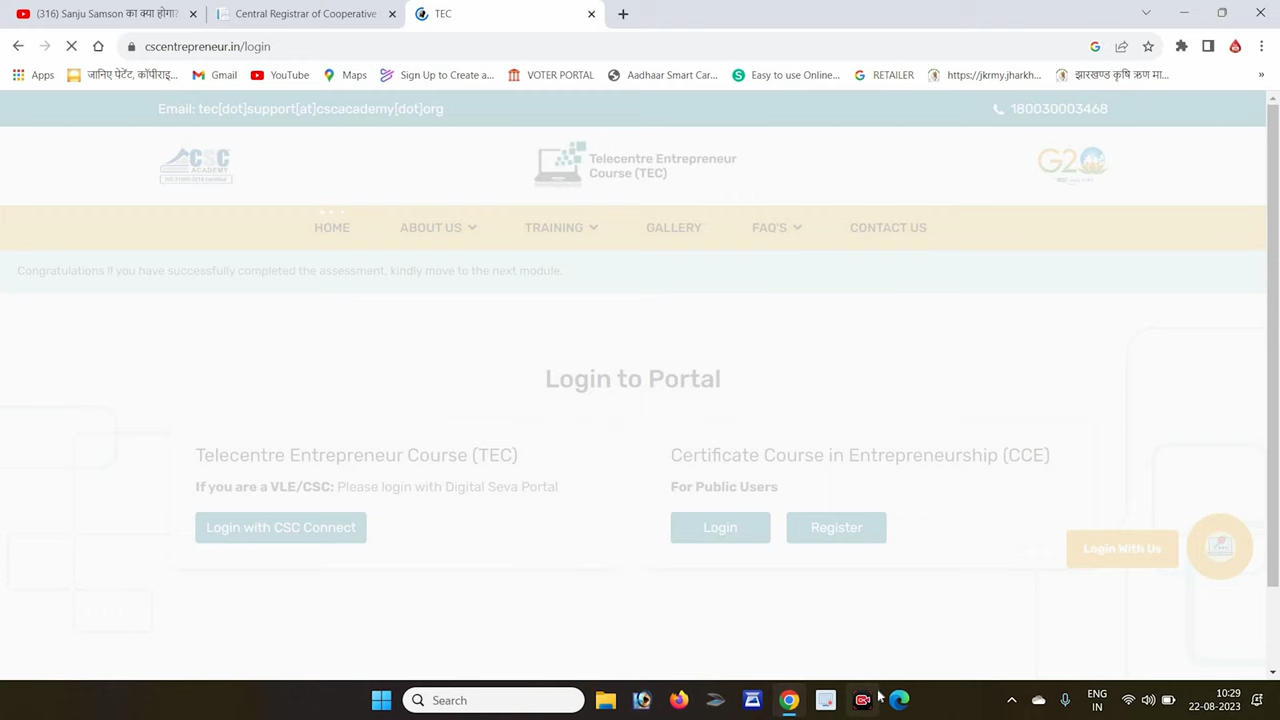 (316) Sanju Samson का क्या होगा?
Central Registrar of Cooperative
TEC
cscentrepreneur.in/login
Apps
जानिए पेटेंट, कॉपीराइ...
Gmail
YouTube
Maps
Sign Up to Create a...
VOTER PORTAL
Aadhaar Smart Car...
Easy to use Online...
RETAILER
https://jkrmy.jharkh...
झारखण्ड कृषि ऋण मा...
»
Email: tec[dot]support[at]cscacademy[dot]org
180030003468
CSC
ACADEMY
Telecentre Entrepreneur
Course (TEC)
G20
HOME
ABOUT US
TRAINING
GALLERY
FAQ'S
CONTACT US
Congratulations If you have successfully completed the assessment, kindly move to the next module.
Login to Portal
Telecentre Entrepreneur Course (TEC)
If you are a VLE/CSC: Please login with Digital Seva Portal
Login with CSC Connect
Certificate Course in Entrepreneurship (CCE)
For Public Users
Login
Register
Login With Us
Search
ENG
IN
10:29
22-08-2023